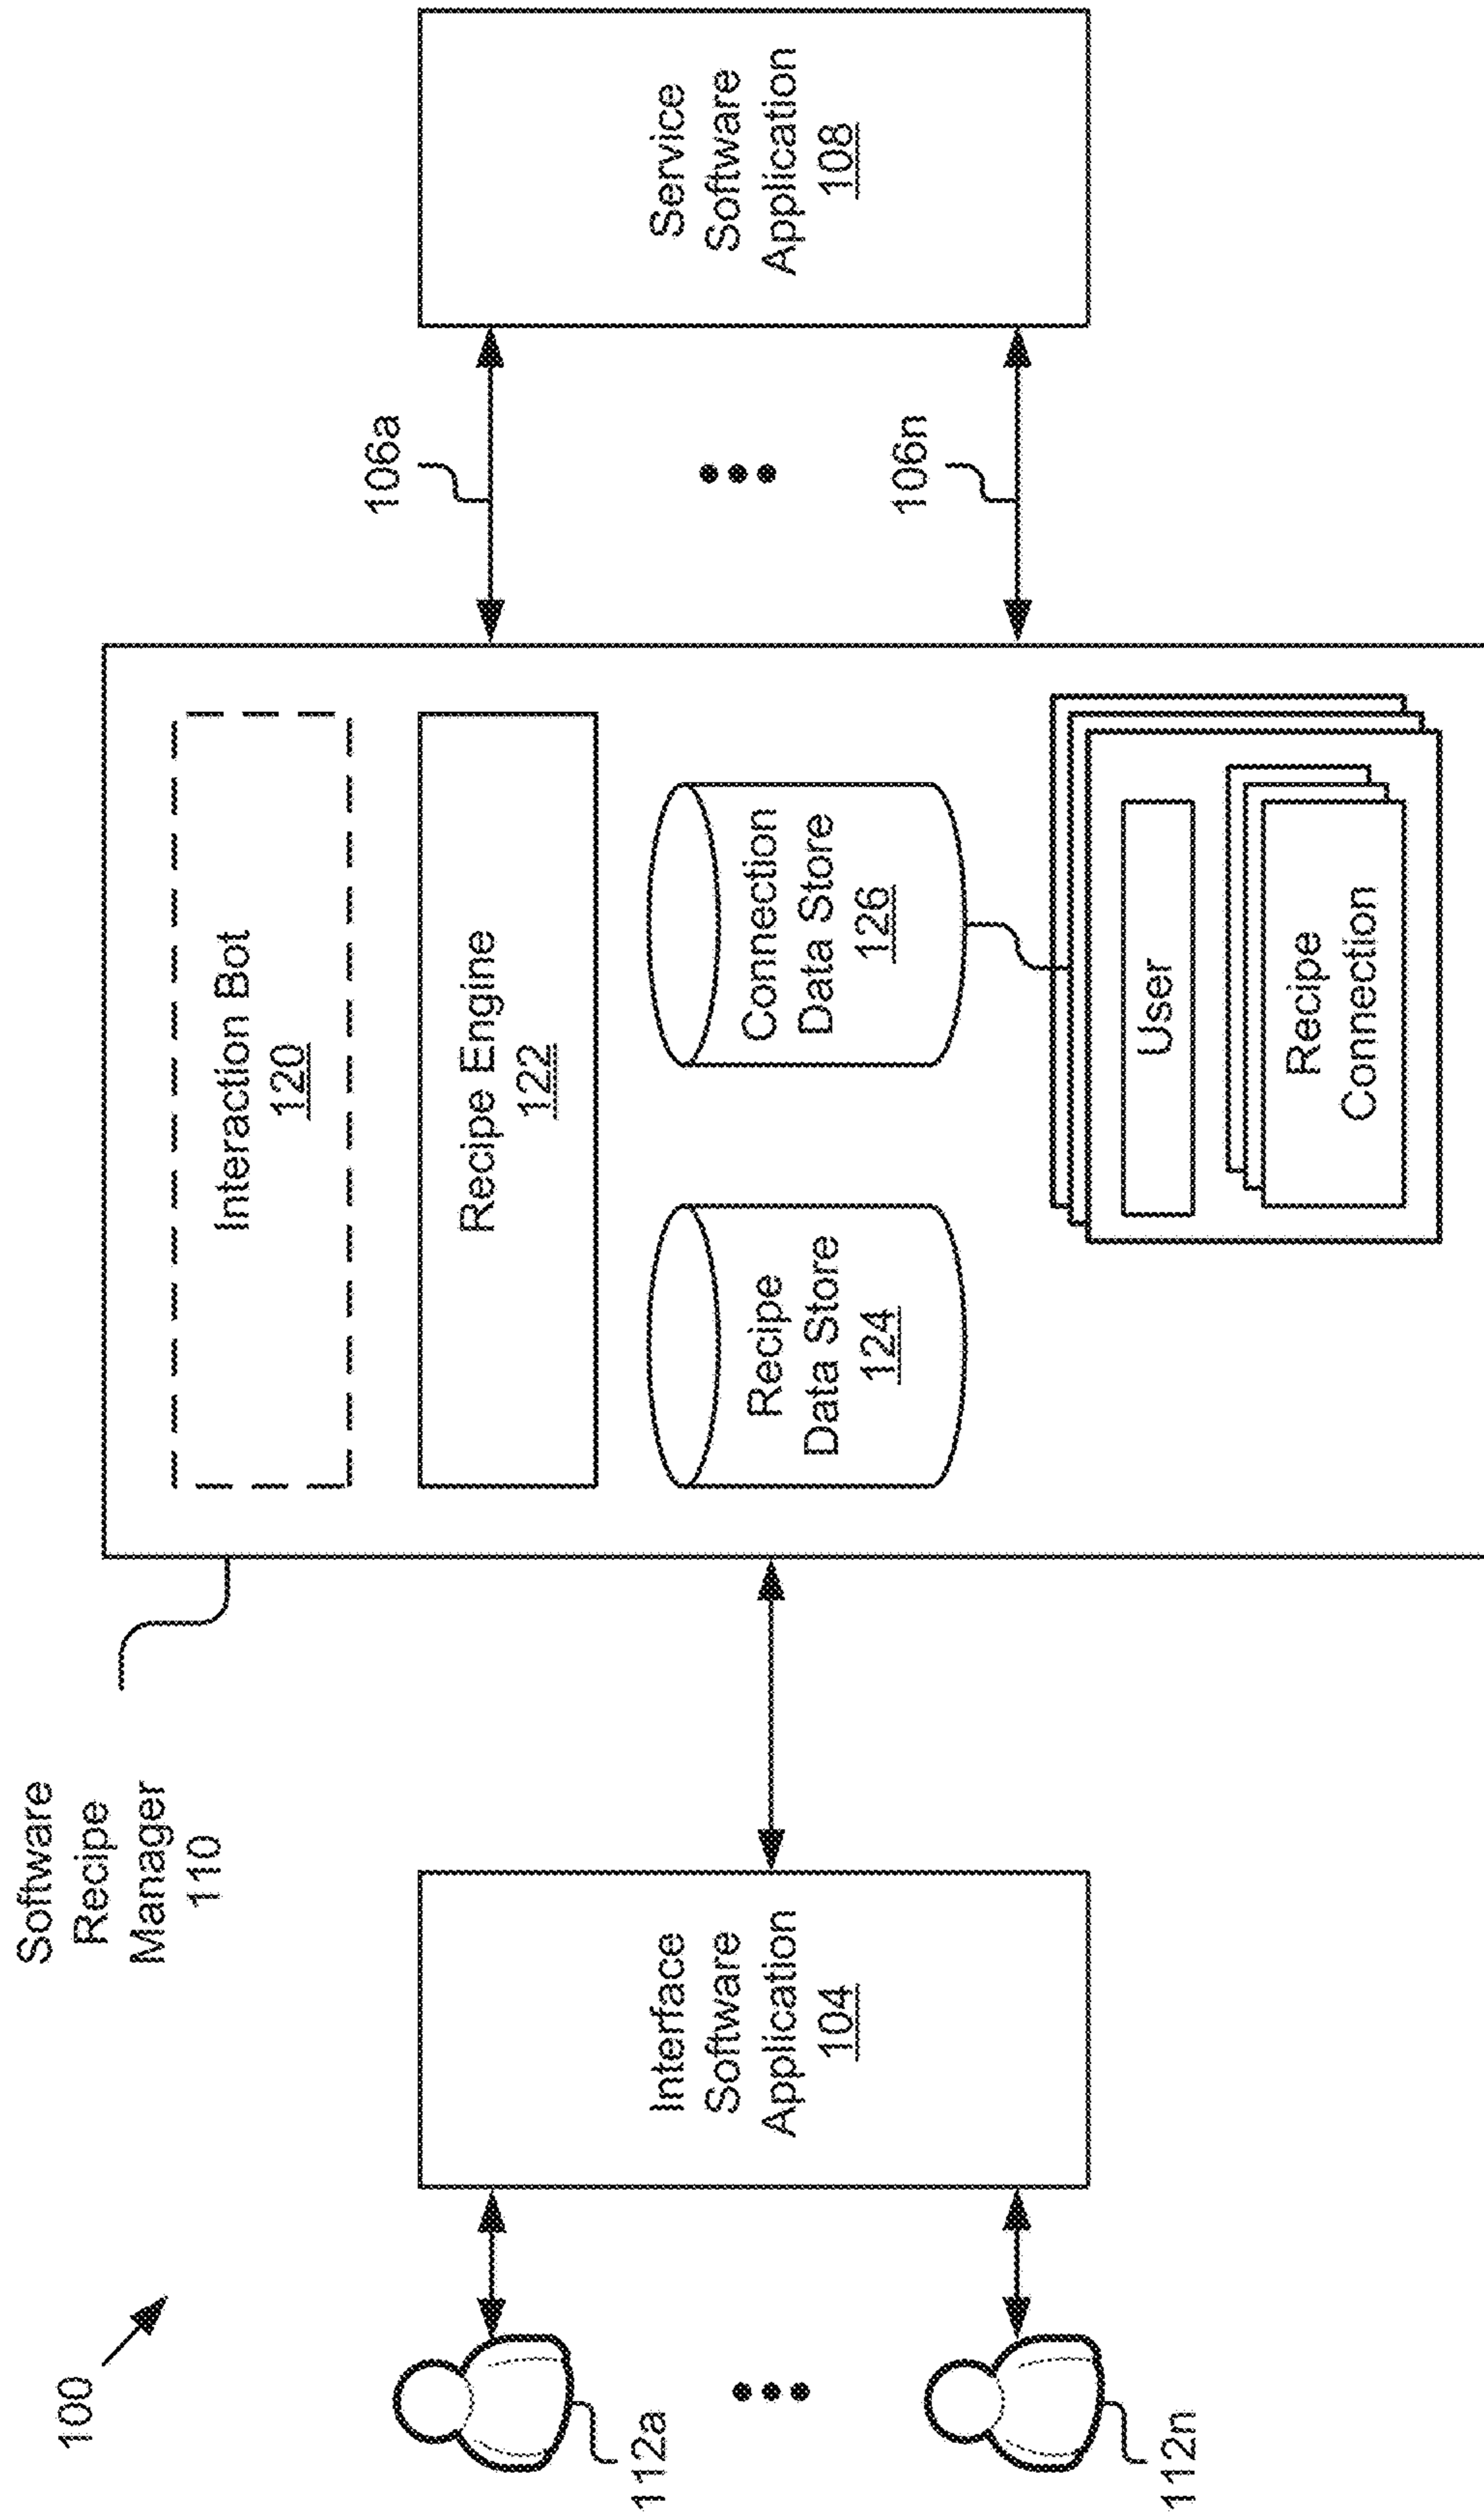 100
Software
Recipe
Manager
110
112a
112n
Interface
Software
Application
104
Interaction Bot
120
Recipe Engine
122
Recipe
Data Store
124
Connection
Data Store
126
User
Recipe
Connection
106a
106n
Service
Software
Application
108